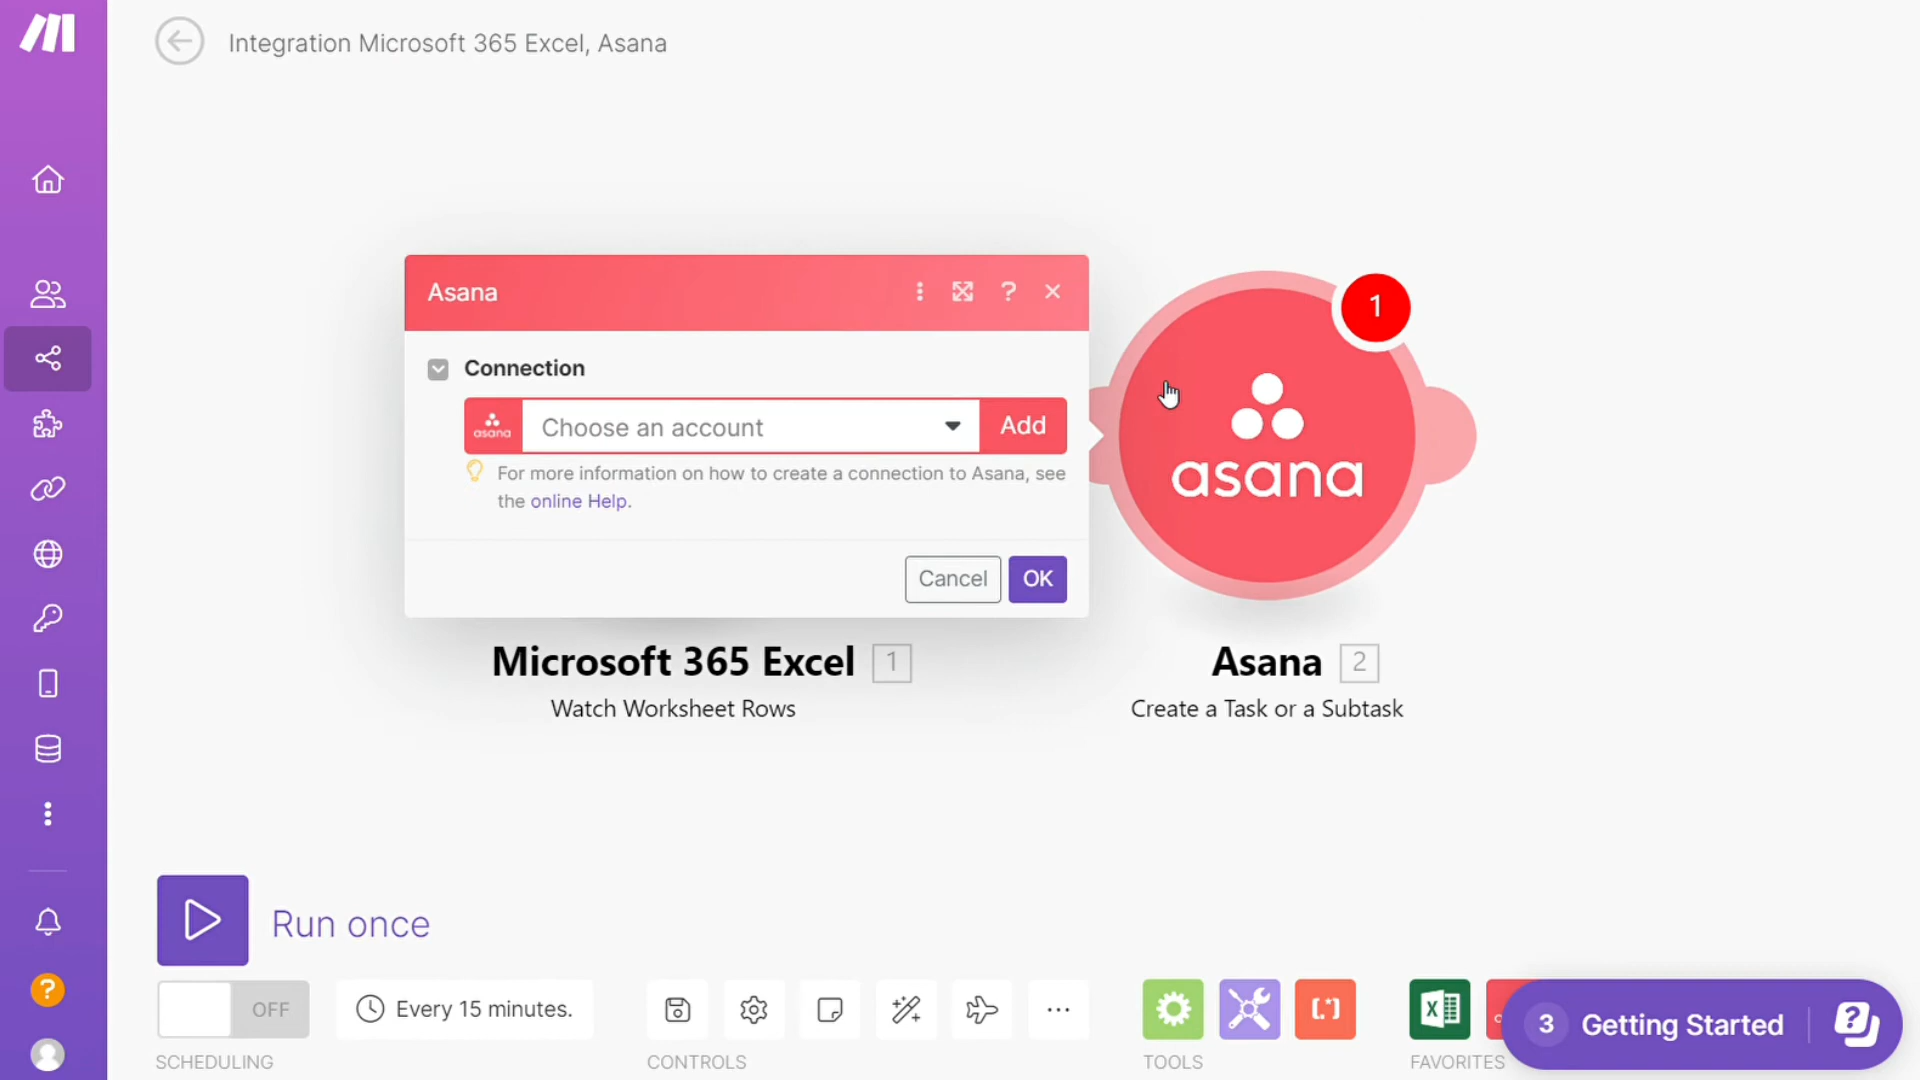 Integration Microsoft 365 Excel, Asana
Asana
?
Connection
asana
Choose an account
Add
For more information on how to create a connection to Asana, see
the online Help.
Cancel
OK
1
asana
Microsoft 365 Excel 1
Watch Worksheet Rows
Asana 2
Create a Task or a Subtask
Run once
OFF
Every 15 minutes.
SCHEDULING
CONTROLS
TOOLS
FAVORITES
3 Getting Started
?
?